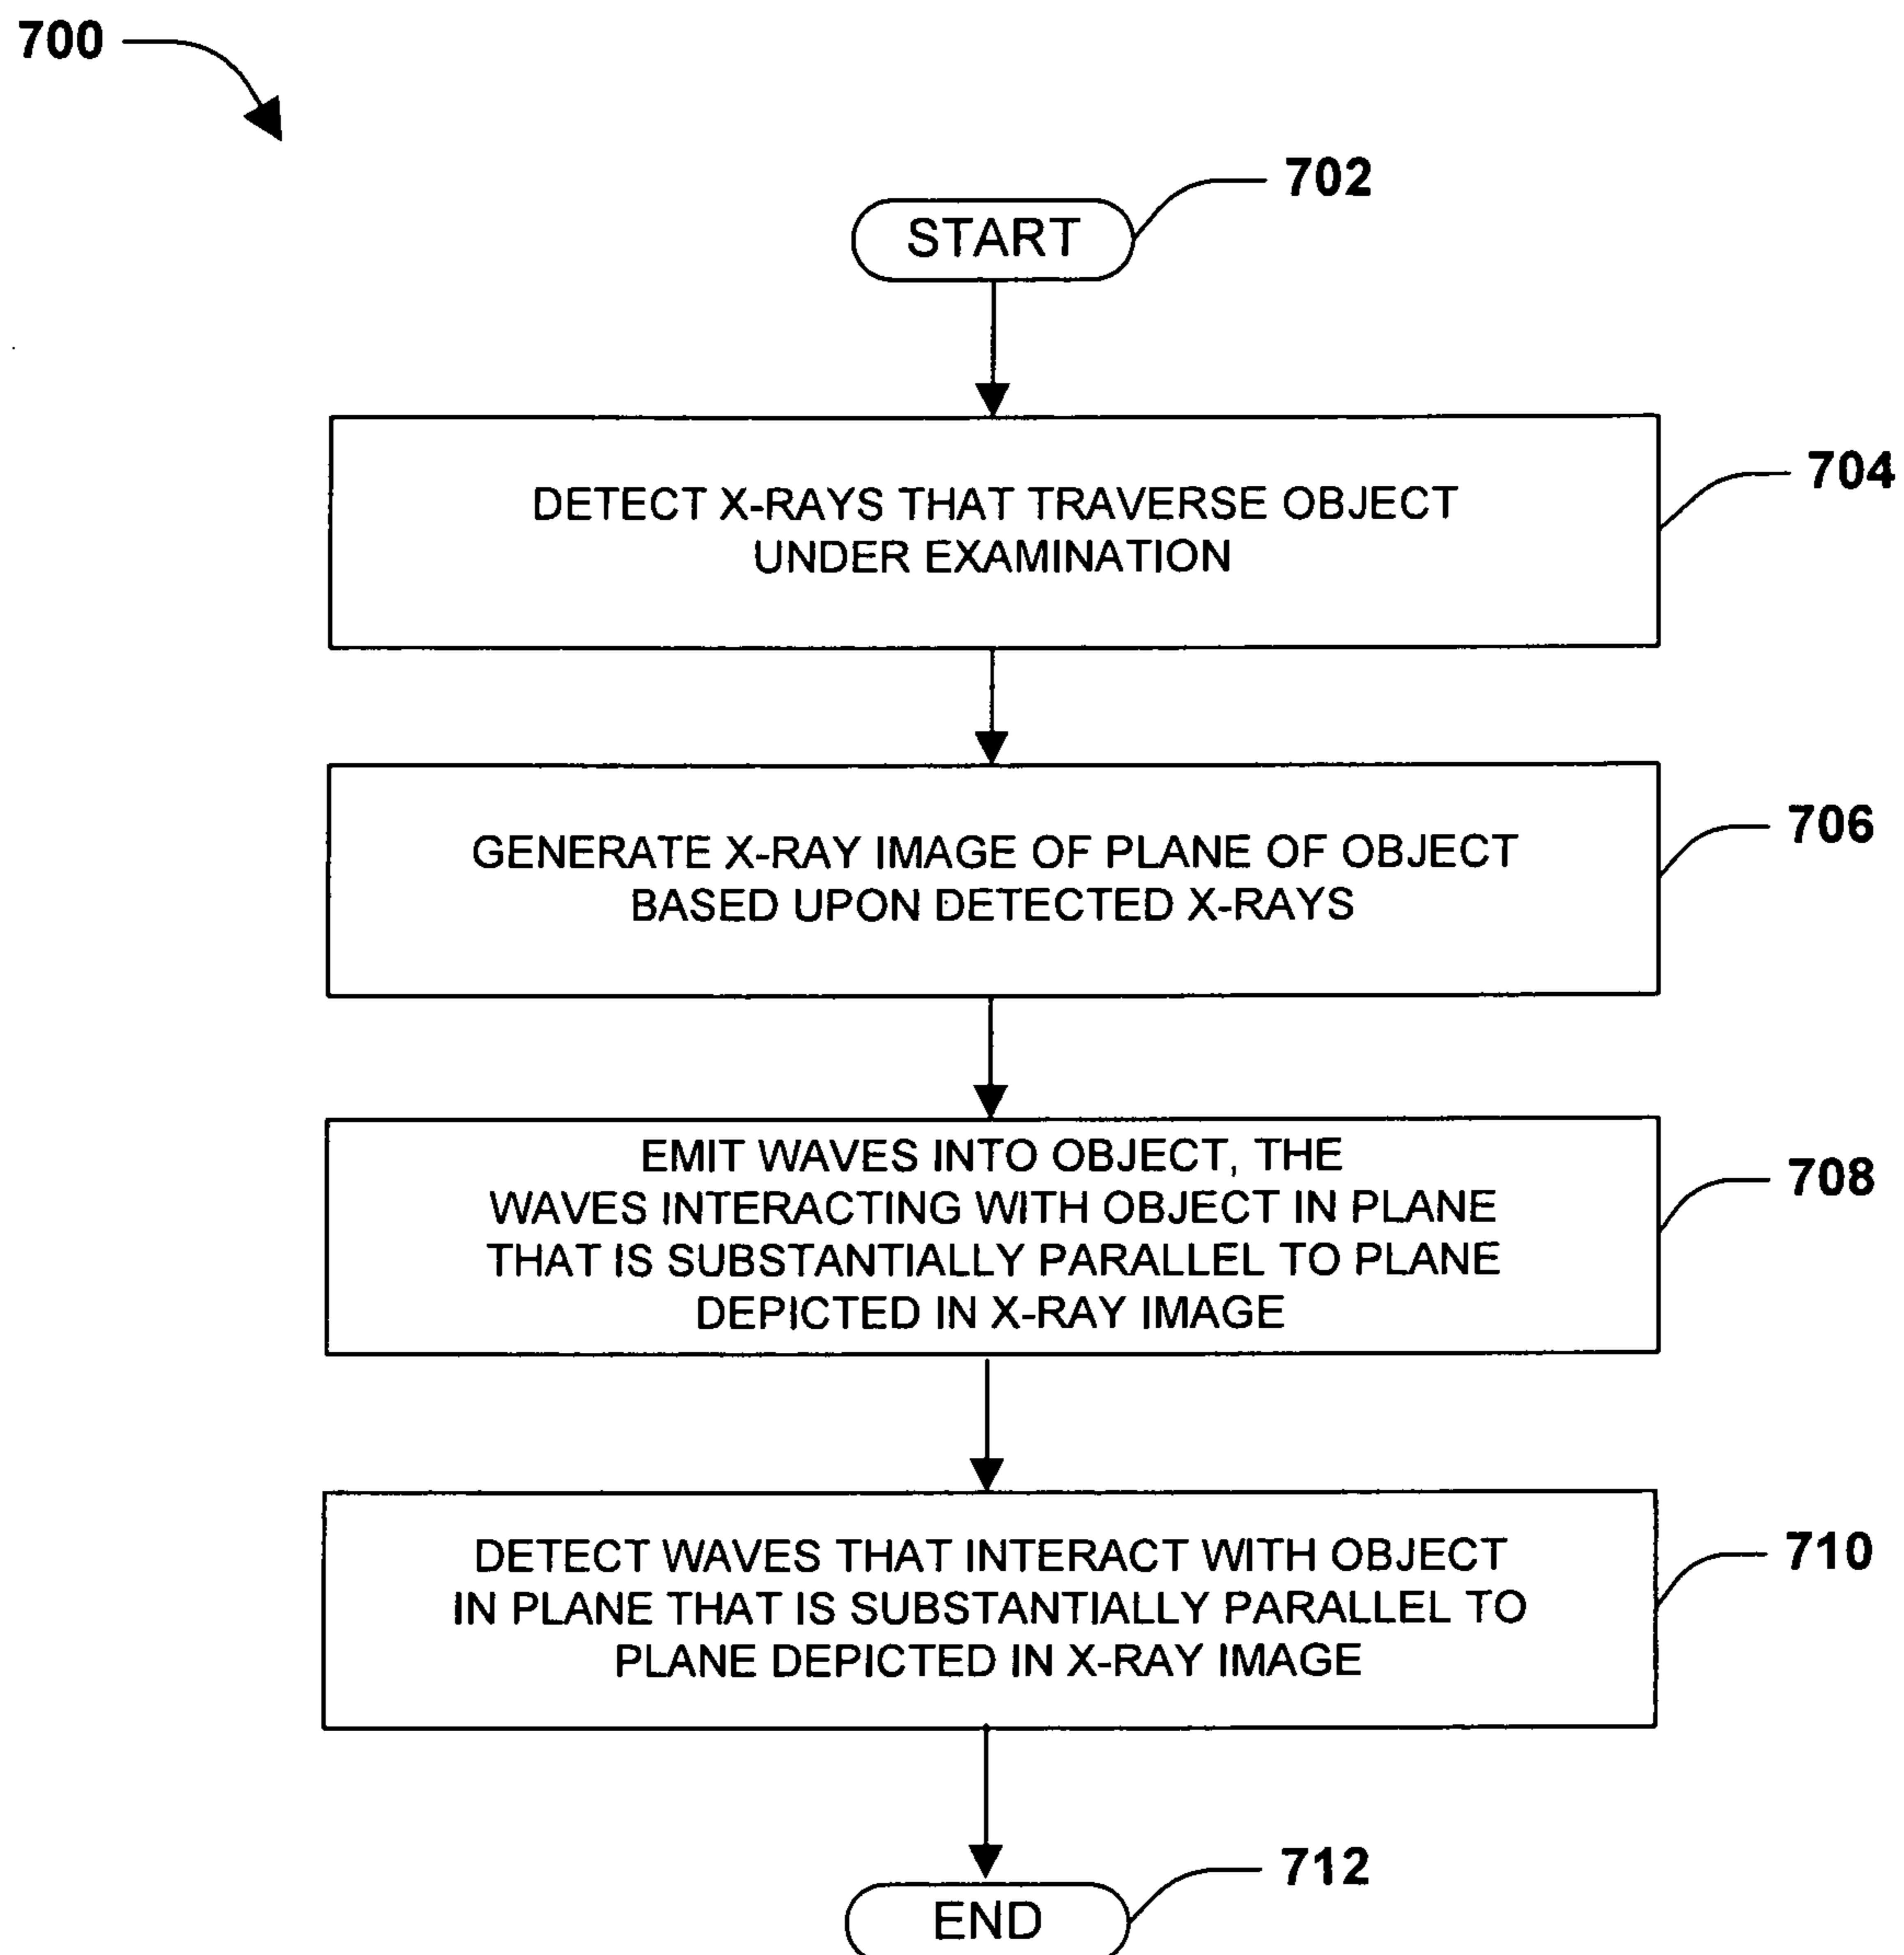 700
702
START
704
DETECT X-RAYS THAT TRAVERSE OBJECT
UNDER EXAMINATION
706
GENERATE X-RAY IMAGE OF PLANE OF OBJECT
BASED UPON DETECTED X-RAYS
708
EMIT WAVES INTO OBJECT, THE
WAVES INTERACTING WITH OBJECT IN PLANE
THAT IS SUBSTANTIALLY PARALLEL TO PLANE
DEPICTED IN X-RAY IMAGE
710
DETECT WAVES THAT INTERACT WITH OBJECT
IN PLANE THAT IS SUBSTANTIALLY PARALLEL TO
PLANE DEPICTED IN X-RAY IMAGE
712
END